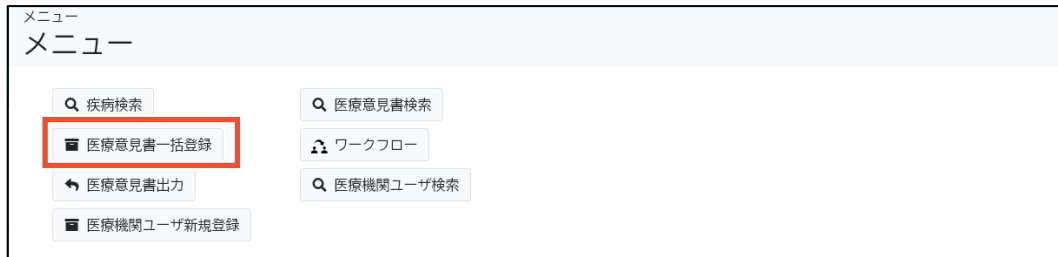 メニュー
メニュー
疾病検索
医療意見書検索
医療意見書一括登録
ワークフロー
医療意見書出力
医療機関ユーザ検索
医療機関ユーザ新規登録